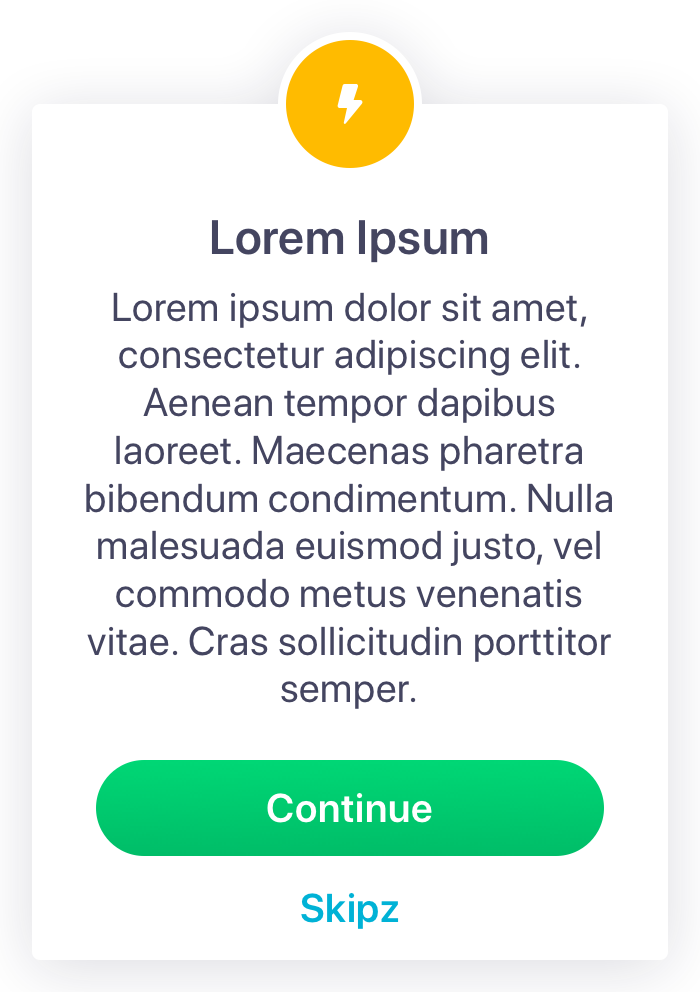 Lorem Ipsum
Lorem ipsum dolor sit amet,
consectetur adipiscing elit.
Aenean tempor dapibus
laoreet. Maecenas pharetra
bibendum condimentum. Nulla
malesuada euismod justo, vel
commodo metus venenatis
vitae. Cras sollicitudin porttitor
semper.
Continue
Skipz